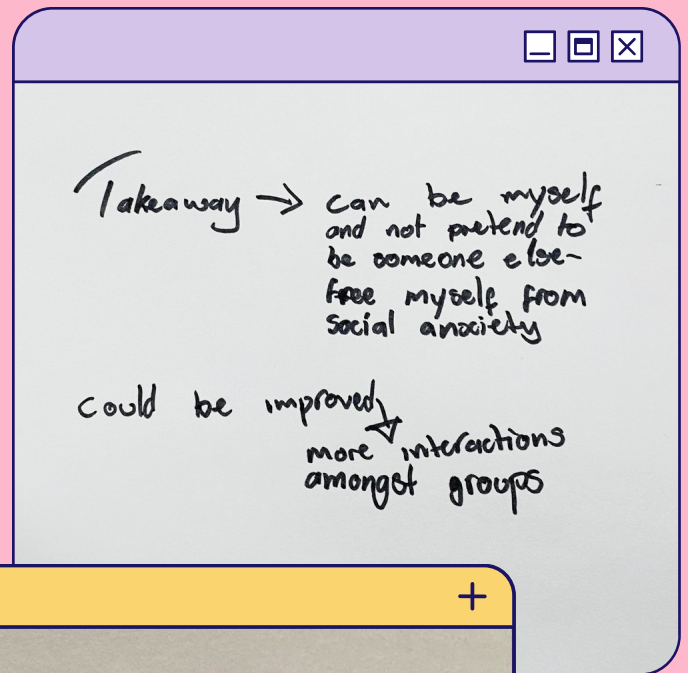 Takeaway → can be myself
and not pretend to
be someone else-
free myself from
social anxiety
could be improved
more interactions
amongst groups